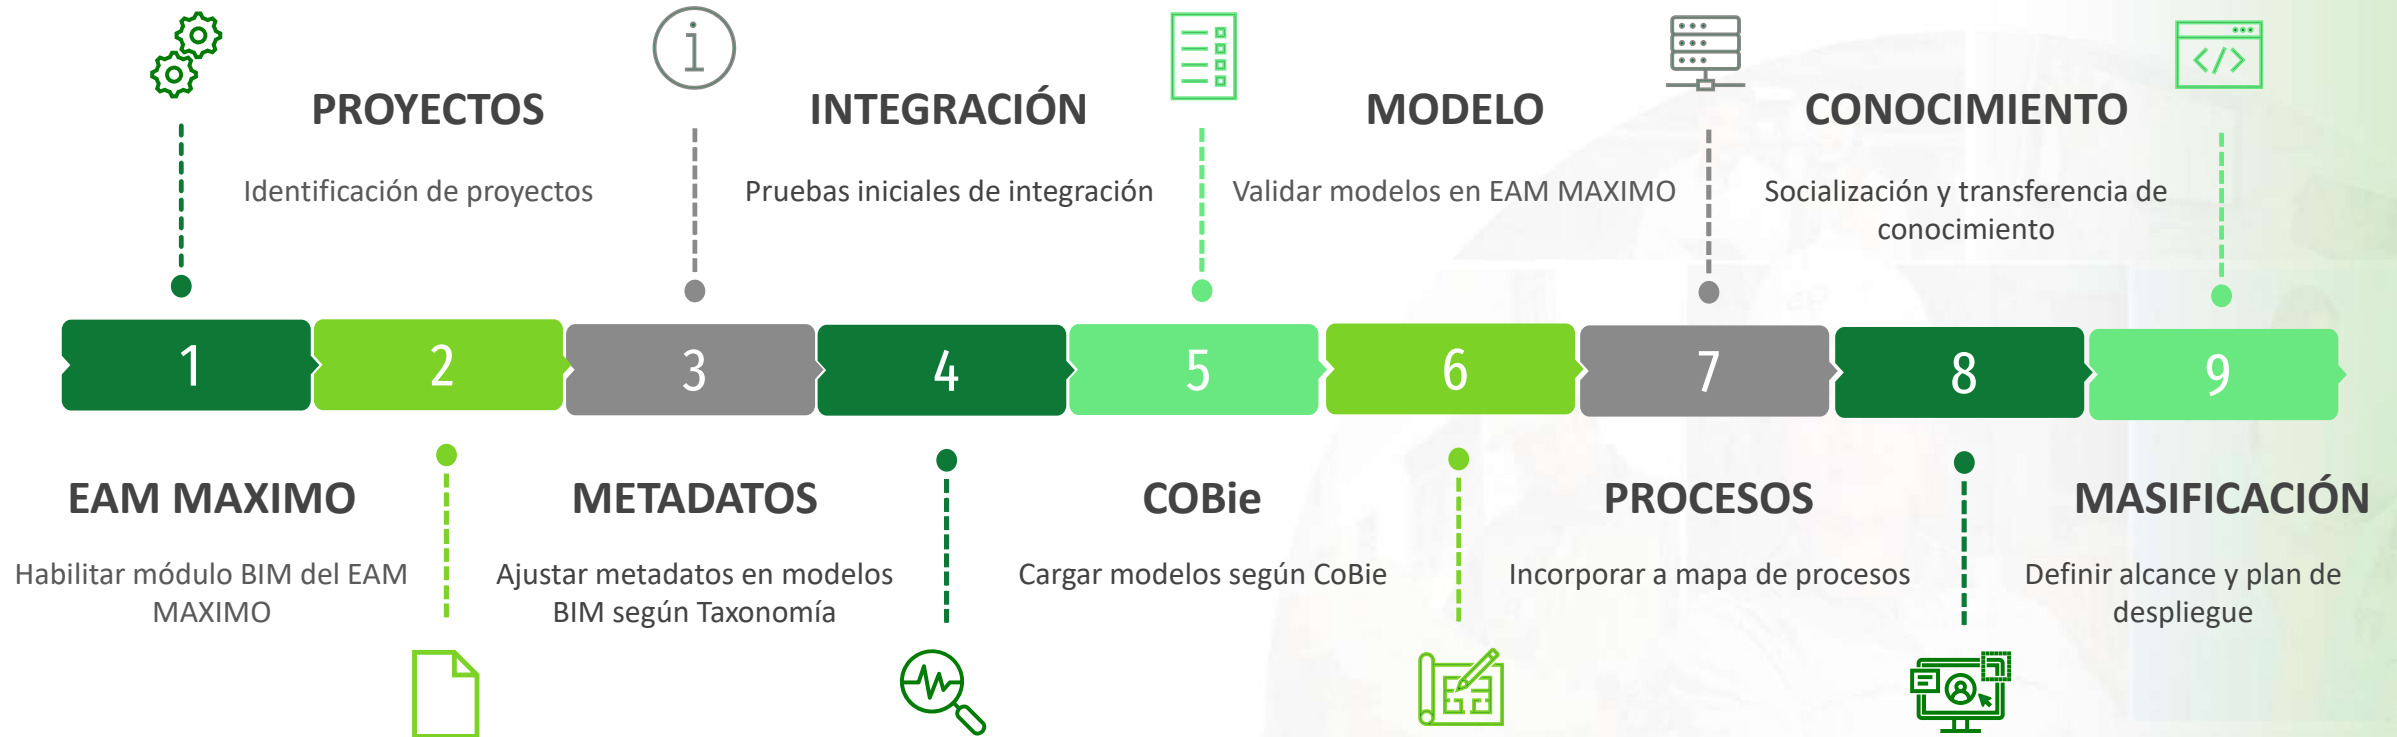 PROYECTOS
Identificación de proyectos
INTEGRACIÓN
Pruebas iniciales de integración
MODELO
Validar modelos en EAM MAXIMO
CONOCIMIENTO
Socialización y transferencia de
conocimiento
1
2
3
4
5
6
7
8
9
EAM MAXIMO
Habilitar módulo BIM del EAM
MAXIMO
METADATOS
Ajustar metadatos en modelos
BIM según Taxonomía
COBie
Cargar modelos según CoBie
PROCESOS
Incorporar a mapa de procesos
MASIFICACIÓN
Definir alcance y plan de
despliegue